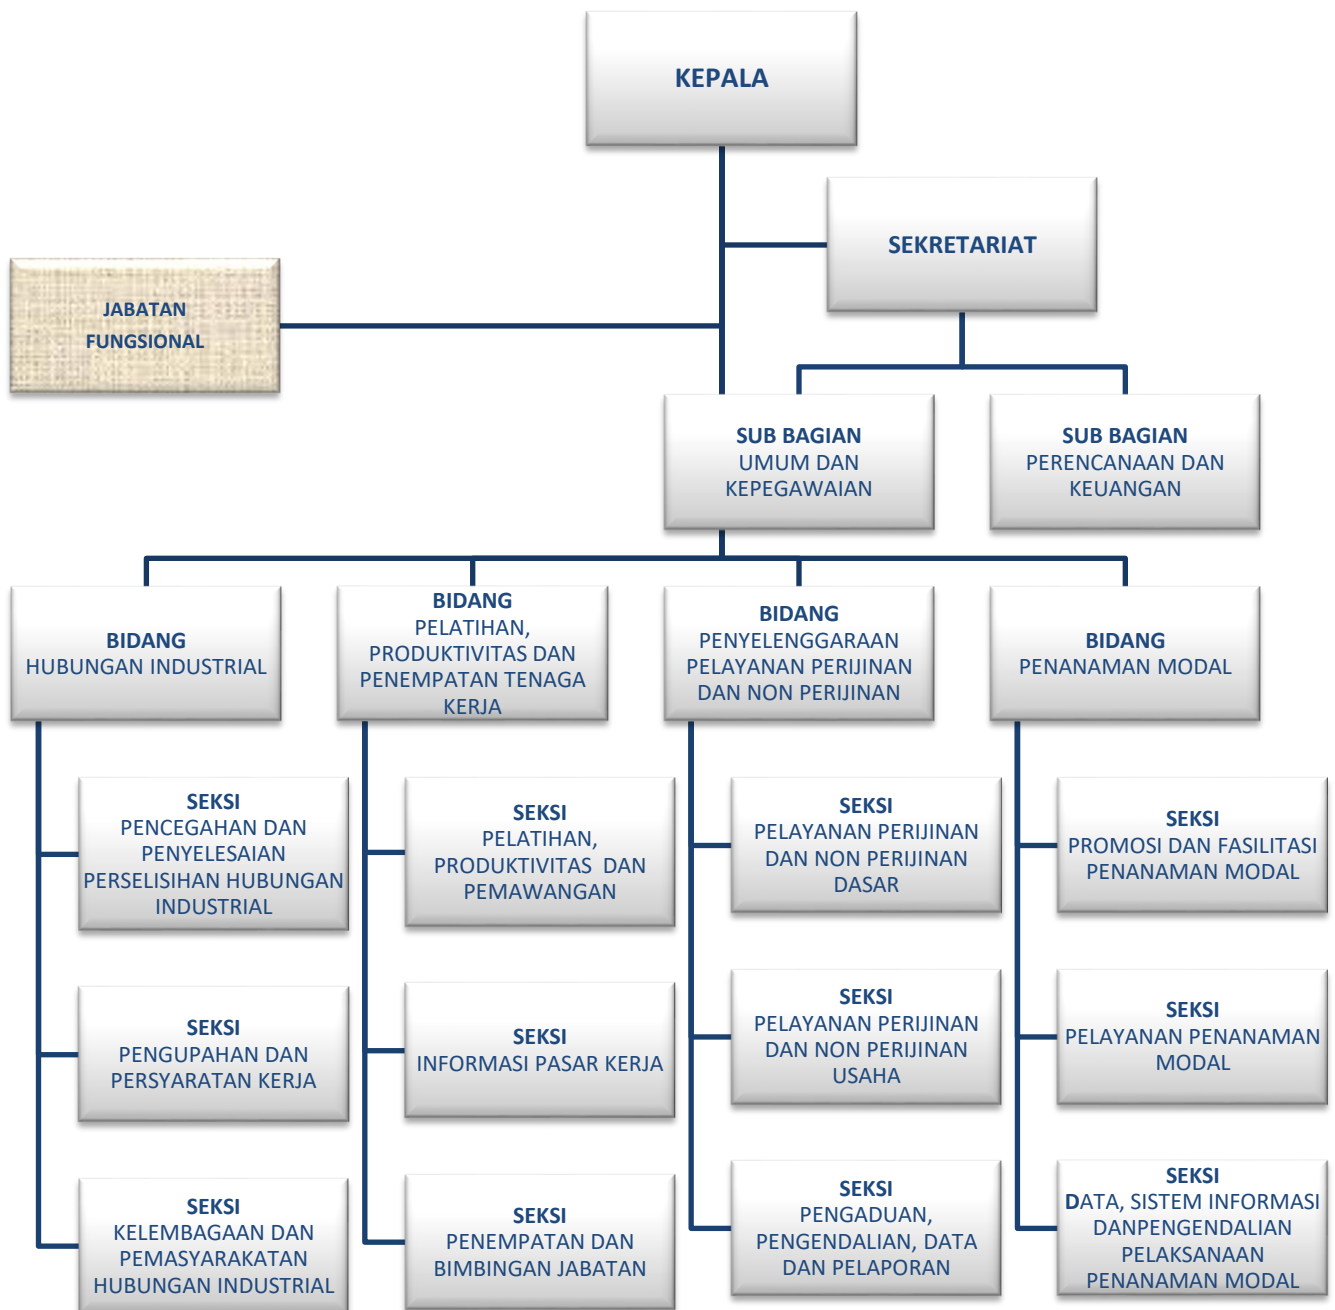 KEPALA
SEKRETARIAT
JABATAN
FUNGSIONAL
SUB BAGIAN
UMUM DAN
KEPEGAWAIAN
SUB BAGIAN
PERENCANAAN DAN
KEUANGAN
BIDANG
HUBUNGAN INDUSTRIAL
BIDANG
PELATIHAN,
PRODUKTIVITAS DAN
PENEMPATAN TENAGA
KERJA
BIDANG
PENYELENGGARAAN
PELAYANAN PERIJINAN
DAN NON PERIJINAN
BIDANG
PENANAMAN MODAL
SEKSI
PENCEGAHAN DAN
PENYELESAIAN
PERSELISIHAN HUBUNGAN
INDUSTRIAL
SEKSI
PELATIHAN,
PRODUKTIVITAS  DAN
PEMAWANGAN
SEKSI
PELAYANAN PERIJINAN
DAN NON PERIJINAN
DASAR
SEKSI
PROMOSI DAN FASILITASI
PENANAMAN MODAL
SEKSI
PENGUPAHAN DAN
PERSYARATAN KERJA
SEKSI
INFORMASI PASAR KERJA
SEKSI
PELAYANAN PERIJINAN
DAN NON PERIJINAN
USAHA
SEKSI
PELAYANAN PENANAMAN
MODAL
SEKSI
KELEMBAGAAN DAN
PEMASYARAKATAN
HUBUNGAN INDUSTRIAL
SEKSI
PENEMPATAN DAN
BIMBINGAN JABATAN
SEKSI
PENGADUAN,
PENGENDALIAN, DATA
DAN PELAPORAN
SEKSI
DATA, SISTEM INFORMASI
DANPENGENDALIAN
PELAKSANAAN
PENANAMAN MODAL